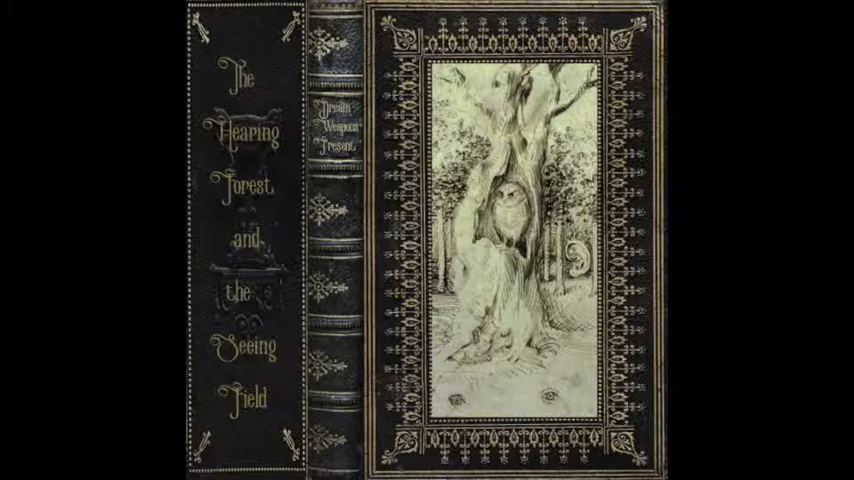 The
Hearing
Forest
and
the
Seeing
Field
Dream
Weapons
Present